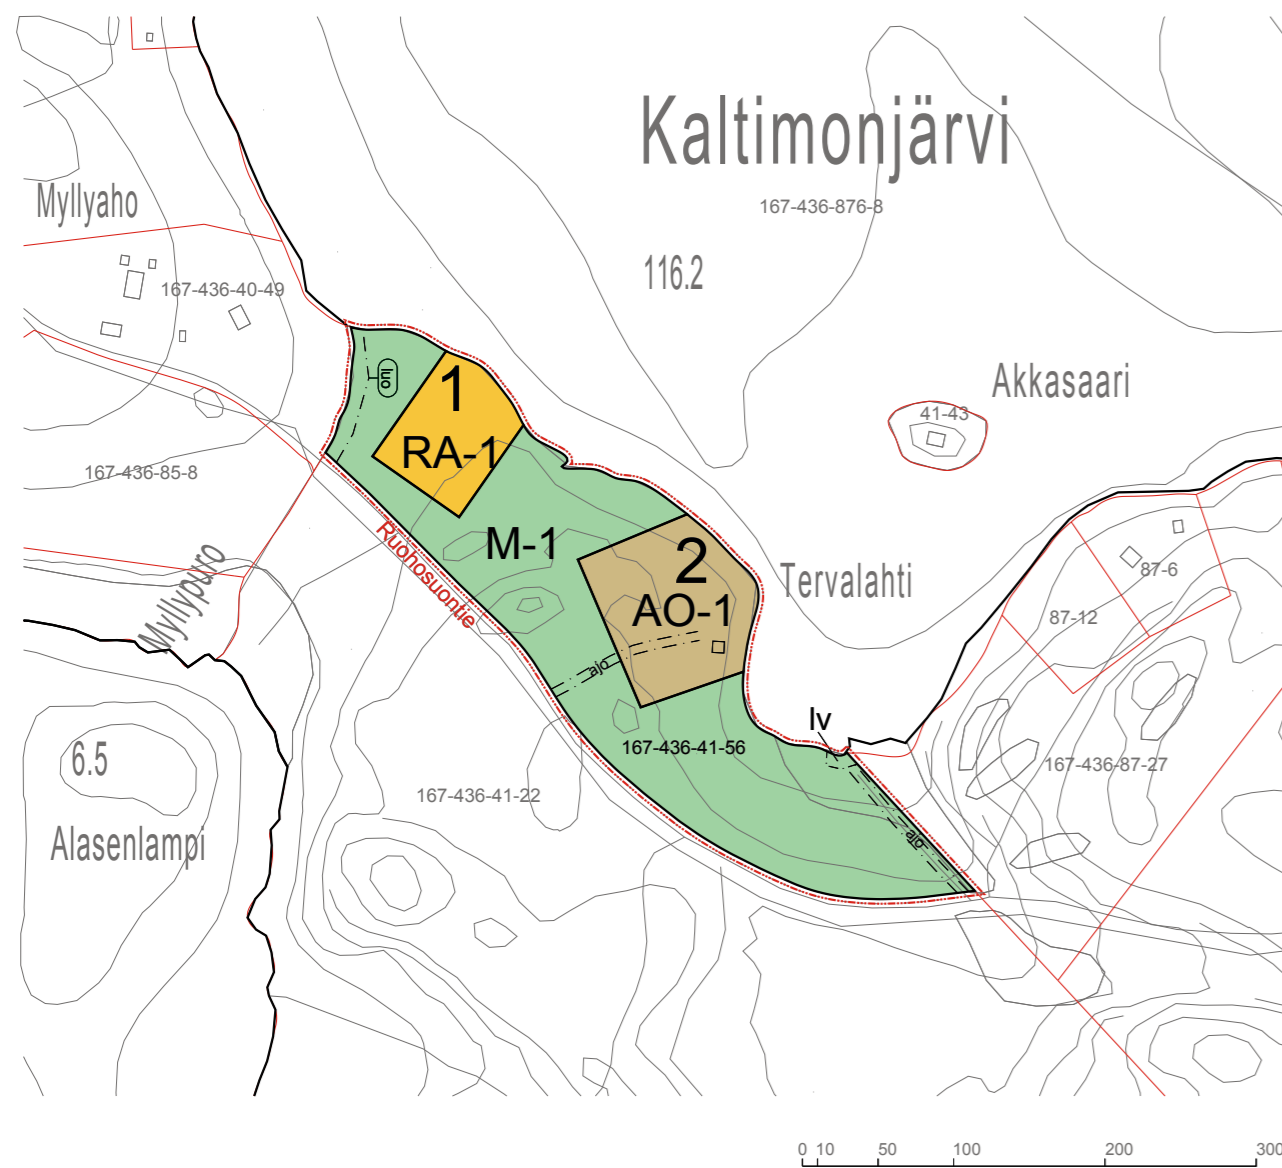 Kaltimonjärvi
Myllyaho
167-436-876-8
116.2
167-436-40-49
luo
1
RA-1
Akkasaari
41-43
167-436-85-8
M-1
Ruohosuontie
Myllypuro
2
AO-1
Tervalahti
87-6
87-12
ajo
lv
167-436-41-56
6.5
167-436-87-27
167-436-41-22
Alasenlampi
ajo
0 10 50 100 200 300